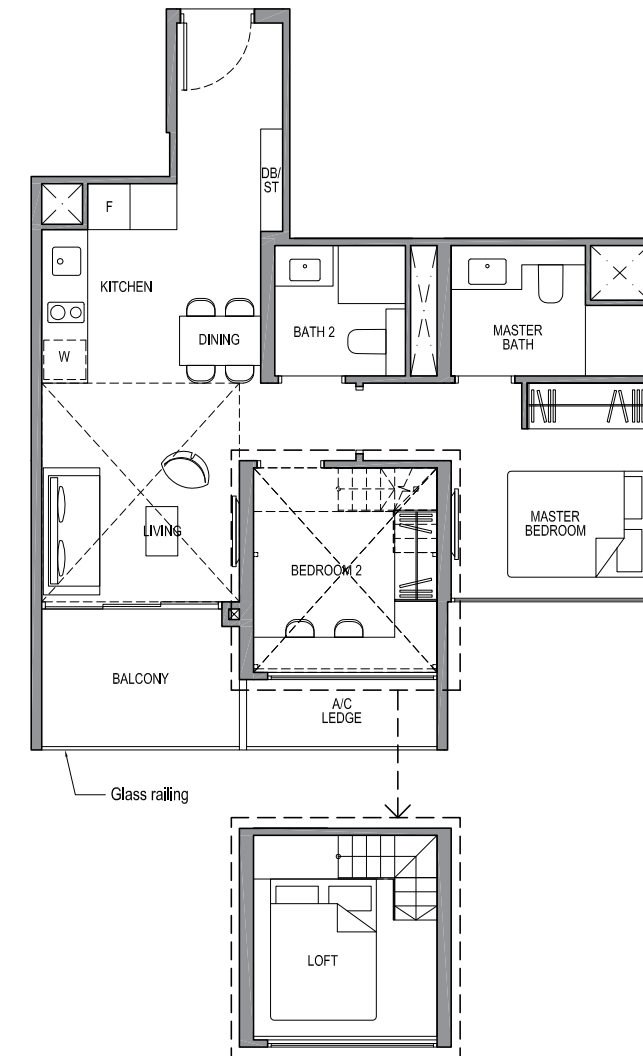 DB/
ST
F
KITCHEN
W
DINING
BATH 2
MASTER
BATH
LIVING
MASTER
BEDROOM
BEDROOM 2
BALCONY
A/C
LEDGE
Glass railing
LOFT